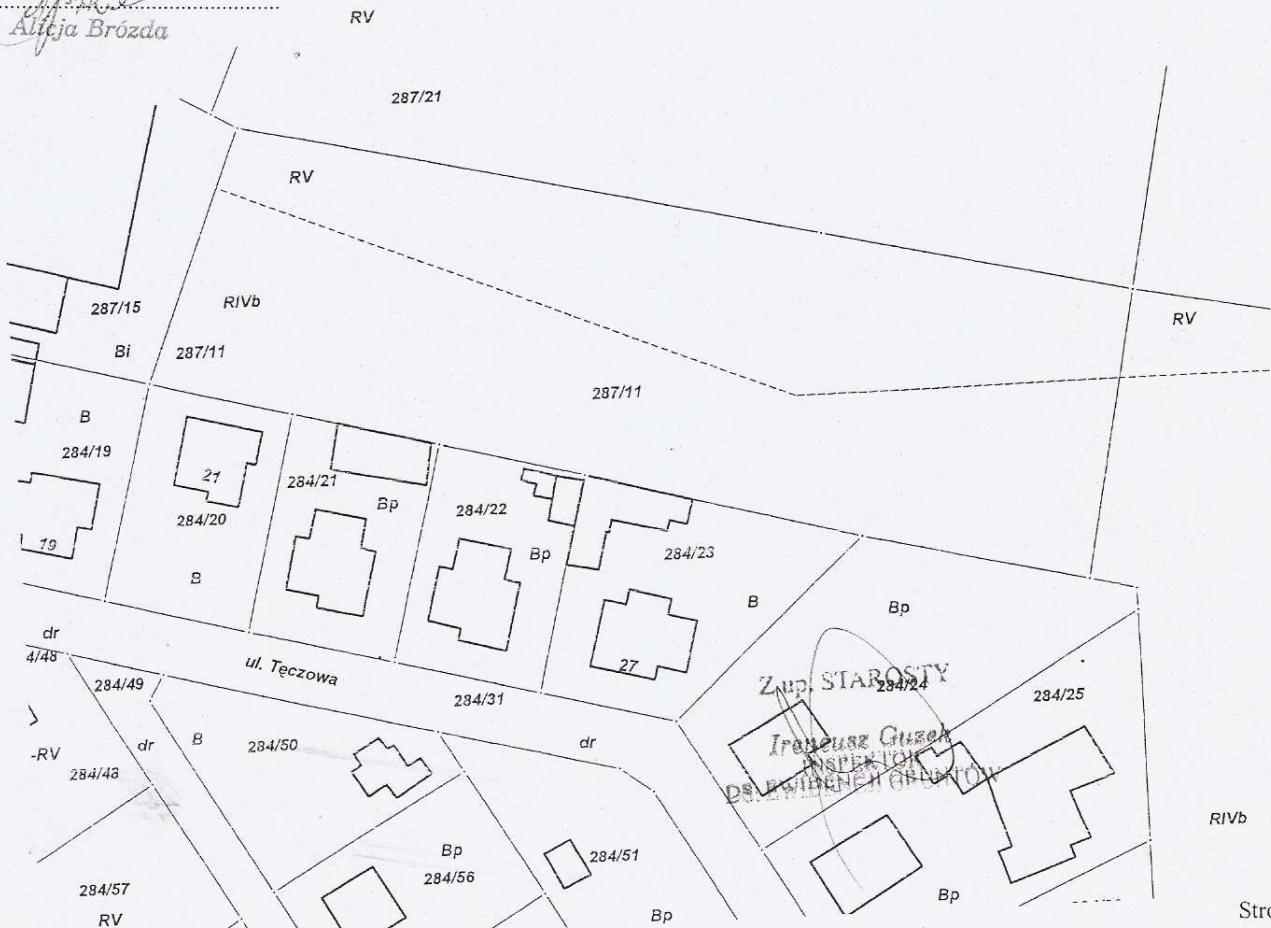 Alicja Brózda
RV
287/21
RV
287/15
RIVb
RV
Bi
287/11
287/11
B
284/19
21
284/21
Bp
284/20
284/22
19
Bp
284/23
B
B
Bp
dr
4/48
ul. Tęczowa
27
Z up. STAROSTY
284/24
284/49
284/31
284/25
B
284/50
dr
dr
Ireneusz Guzek
INSPEKTOR
DS. EWIDENCJI GRUNTÓW
-RV
284/48
RIVb
Bp
284/51
284/57
284/56
RV
Bp
Bp
Stro